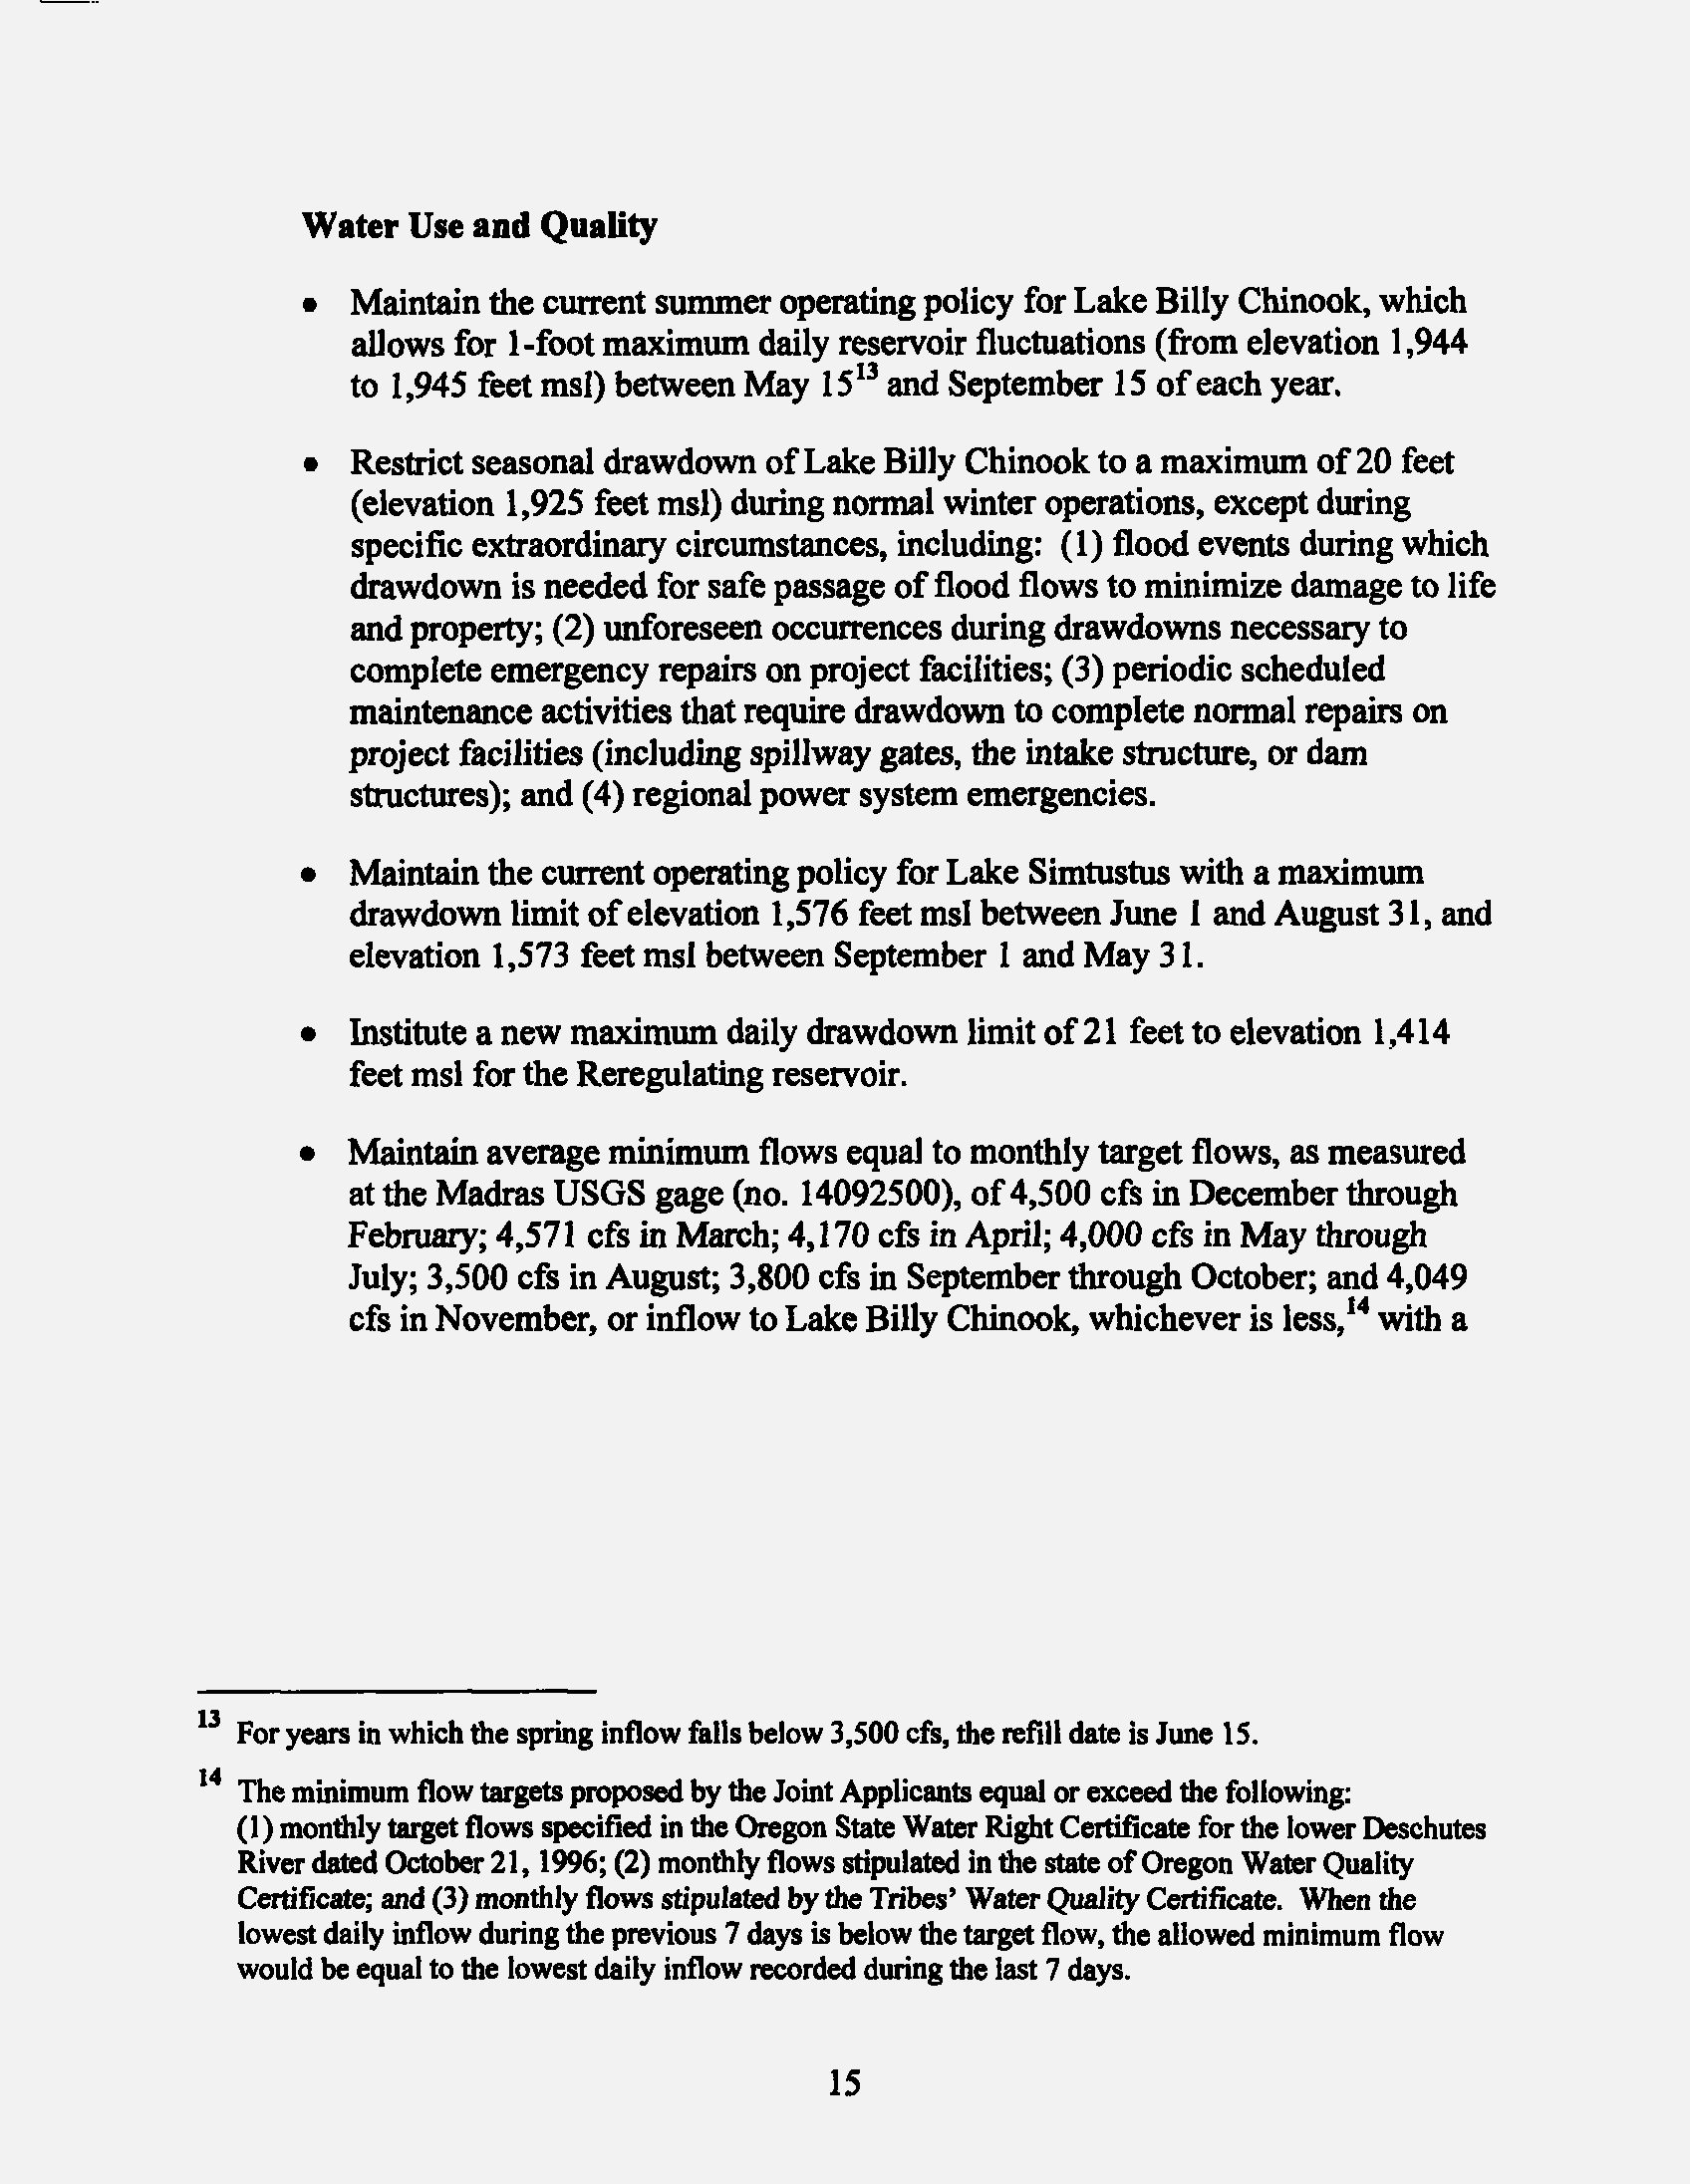 Water Use and Quality
• Maintain the current summer operating policy for Lake Billy Chinook, which
allows for 1-foot maximum daily reservoir fluctuations (from elevation 1,944
to 1,945 feet msl) between May 15¹³ and September 15 of each year.
• Restrict seasonal drawdown of Lake Billy Chinook to a maximum of 20 feet
(elevation 1,925 feet msl) during normal winter operations, except during
specific extraordinary circumstances, including: (1) flood events during which
drawdown is needed for safe passage of flood flows to minimize damage to life
and property; (2) unforeseen occurrences during drawdowns necessary to
complete emergency repairs on project facilities; (3) periodic scheduled
maintenance activities that require drawdown to complete normal repairs on
project facilities (including spillway gates, the intake structure, or dam
structures); and (4) regional power system emergencies.
• Maintain the current operating policy for Lake Simtustus with a maximum
drawdown limit of elevation 1,576 feet msl between June 1 and August 31, and
elevation 1,573 feet msl between September 1 and May 31.
• Institute a new maximum daily drawdown limit of 21 feet to elevation 1,414
feet msl for the Reregulating reservoir.
• Maintain average minimum flows equal to monthly target flows, as measured
at the Madras USGS gage (no. 14092500), of 4,500 cfs in December through
February; 4,571 cfs in March; 4,170 cfs in April; 4,000 cfs in May through
July; 3,500 cfs in August; 3,800 cfs in September through October; and 4,049
cfs in November, or inflow to Lake Billy Chinook, whichever is less,¹⁴ with a
¹³ For years in which the spring inflow falls below 3,500 cfs, the refill date is June 15.
¹⁴ The minimum flow targets proposed by the Joint Applicants equal or exceed the following:
(1) monthly target flows specified in the Oregon State Water Right Certificate for the lower Deschutes
River dated October 21, 1996; (2) monthly flows stipulated in the state of Oregon Water Quality
Certificate; and (3) monthly flows stipulated by the Tribes’ Water Quality Certificate. When the
lowest daily inflow during the previous 7 days is below the target flow, the allowed minimum flow
would be equal to the lowest daily inflow recorded during the last 7 days.
15